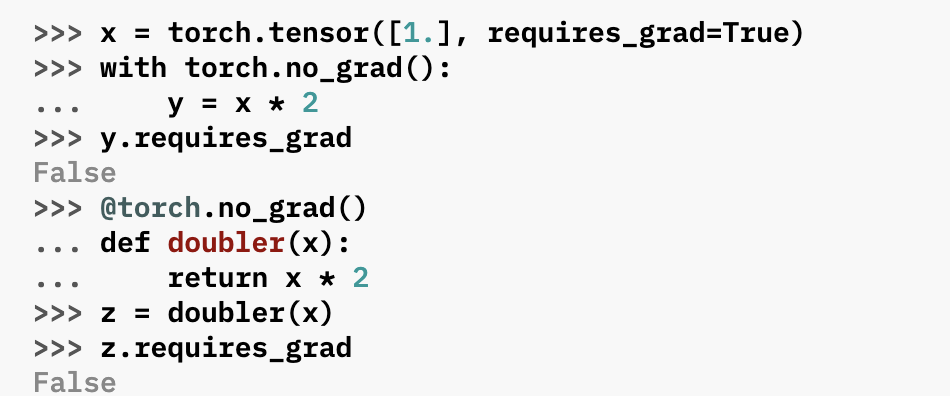 >>> x = torch.tensor([1.], requires_grad=True)
>>> with torch.no_grad():
...     y = x * 2
>>> y.requires_grad
False
>>> @torch.no_grad()
... def doubler(x):
...     return x * 2
>>> z = doubler(x)
>>> z.requires_grad
False